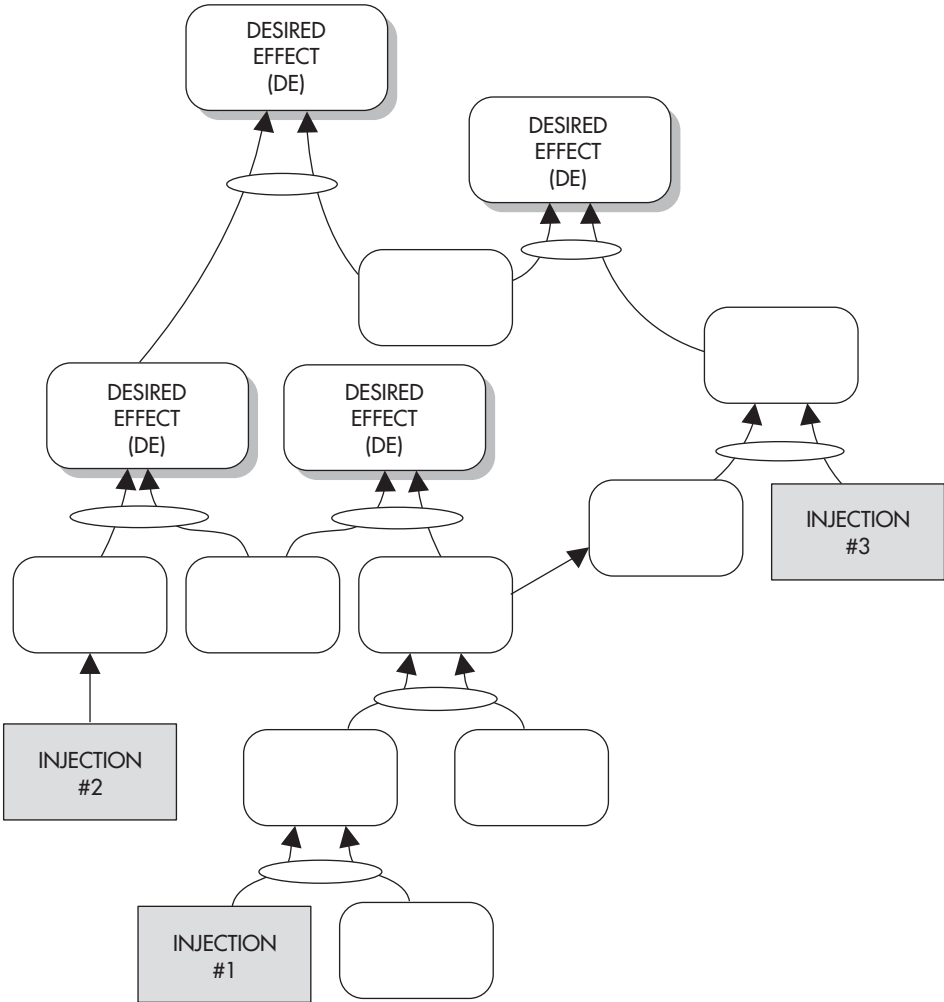 DESIRED
EFFECT
(DE)
DESIRED
EFFECT
(DE)
DESIRED
EFFECT
(DE)
DESIRED
EFFECT
(DE)
INJECTION
#3
INJECTION
#2
INJECTION
#1